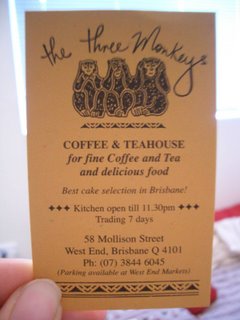 the three Monkeys
COFFEE & TEAHOUSE
for fine Coffee and Tea
and delicious food
Best cake selection in Brisbane!
✦✦✦ Kitchen open till 11.30pm ✦✦✦
Trading 7 days
58 Mollison Street
West End, Brisbane Q 4101
Ph: (07) 3844 6045
(Parking available at West End Markets)